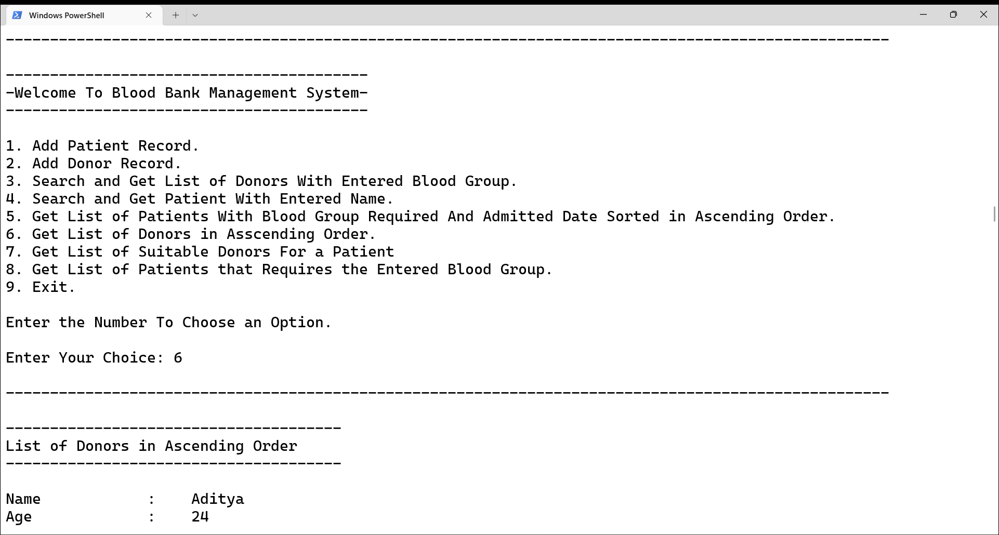 Windows PowerShell
----------------------------------------------------------------------------------------------------
-----------------------------------------
-Welcome To Blood Bank Management System-
-----------------------------------------
1. Add Patient Record.
2. Add Donor Record.
3. Search and Get List of Donors With Entered Blood Group.
4. Search and Get Patient With Entered Name.
5. Get List of Patients With Blood Group Required And Admitted Date Sorted in Ascending Order.
6. Get List of Donors in Asscending Order.
7. Get List of Suitable Donors For a Patient
8. Get List of Patients that Requires the Entered Blood Group.
9. Exit.
Enter the Number To Choose an Option.
Enter Your Choice: 6
----------------------------------------------------------------------------------------------------
--------------------------------------
List of Donors in Ascending Order
--------------------------------------
Name : Aditya
Age : 24